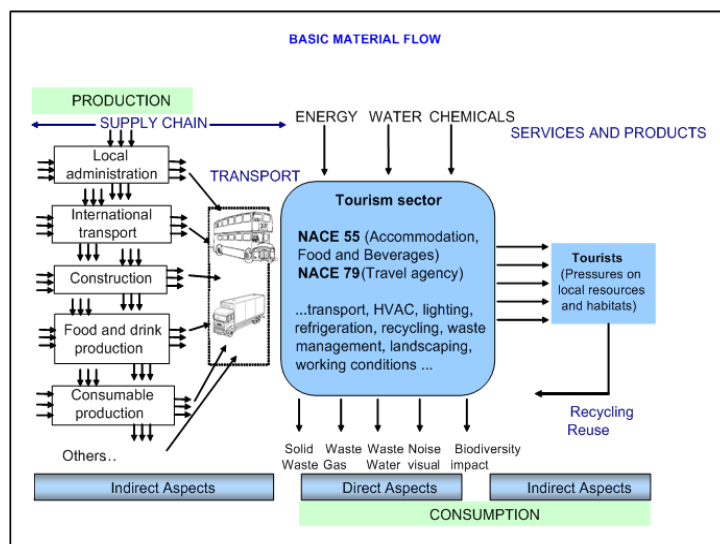 BASIC MATERIAL FLOW
PRODUCTION
SUPPLY CHAIN
ENERGY WATER CHEMICALS
SERVICES AND PRODUCTS
Local
administration
TRANSPORT
International
transport
Construction
Food and drink
production
Consumable
production
Others..
Tourism sector
NACE 55 (Accommodation,
Food and Beverages)
NACE 79 (Travel agency)
...transport, HVAC, lighting,
refrigeration, recycling, waste
management, landscaping,
working conditions ...
Tourists
(Pressures on
local resources
and habitats)
Recycling
Reuse
Solid
Waste
Waste
Gas
Waste
Water
Noise
visual
Biodiversity
impact
Indirect Aspects
Direct Aspects
Indirect Aspects
CONSUMPTION